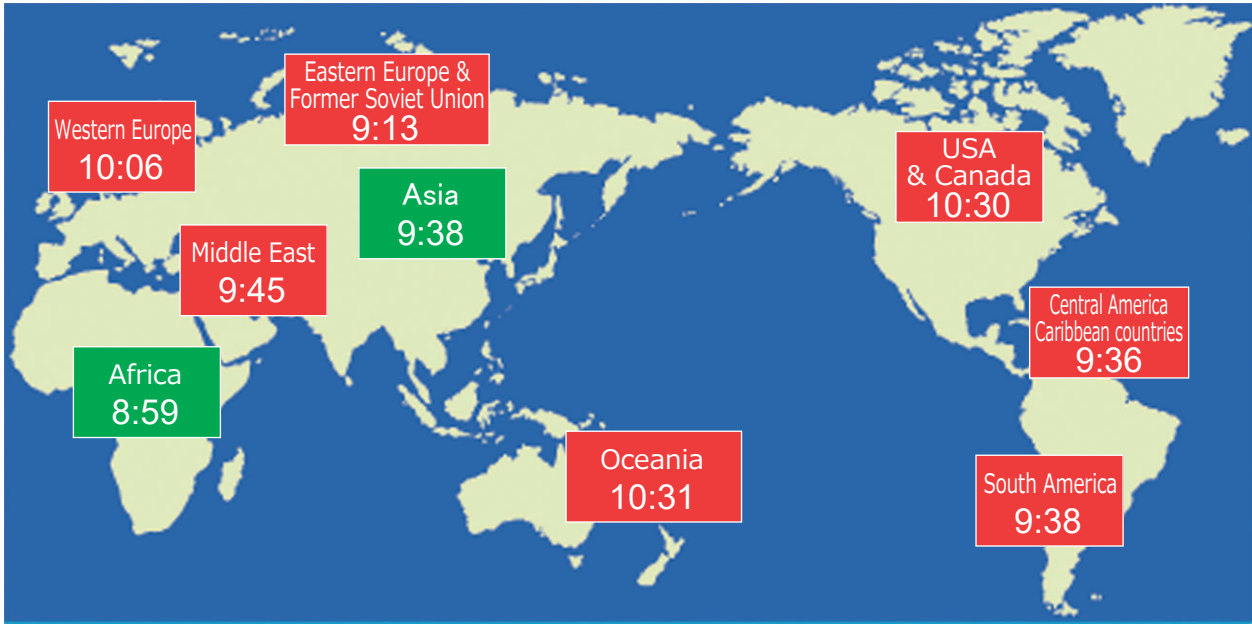 Eastern Europe &
Former Soviet Union
9:13
Western Europe
10:06
USA
& Canada
10:30
Asia
9:38
Middle East
9:45
Central America
Caribbean countries
9:36
Africa
8:59
Oceania
10:31
South America
9:38